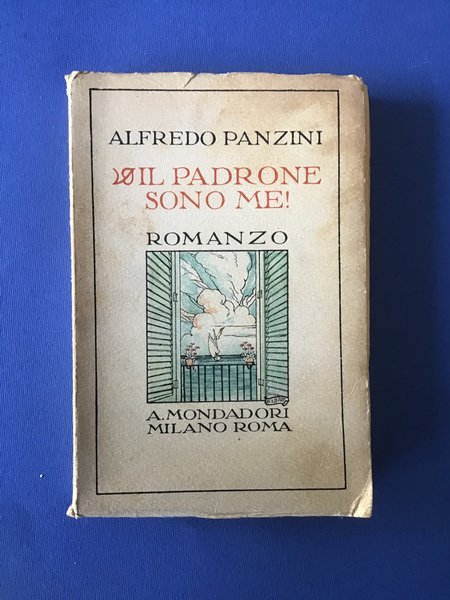 ALFREDO PANZINI
IL PADRONE
SONO ME!
ROMANZO
A. MONDADORI
MILANO ROMA